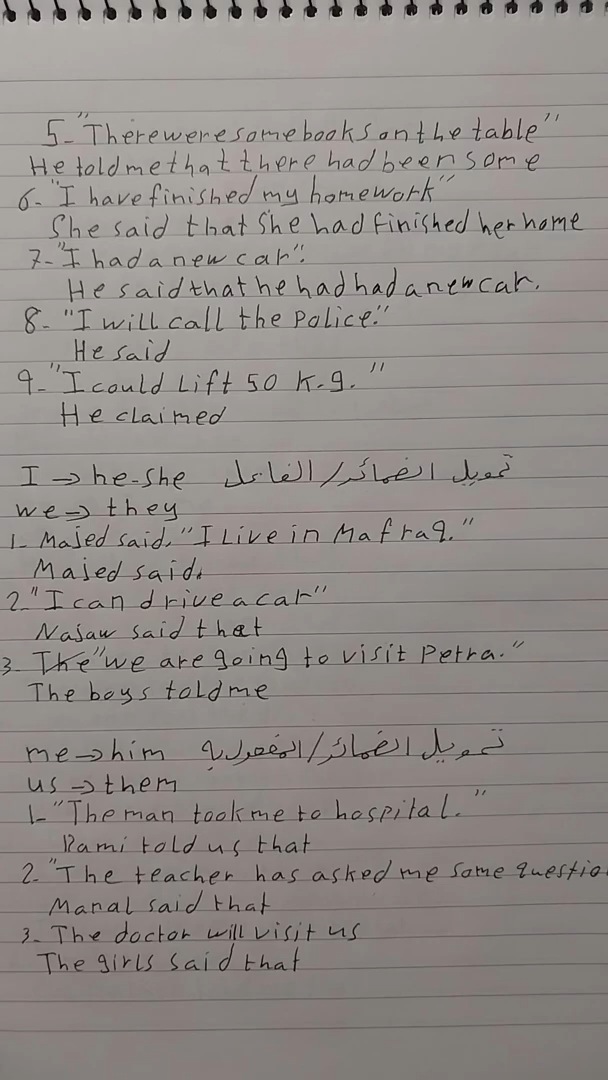 5- "There were some books on the table"
He told me that there had been some
6- "I have finished my homework"
She said that she had finished her home
7- "I had a new car".
He said that he had had a new car.
8- "I will call the police."
He said
9- "I could lift 50 k.g."
He claimed
I → he-she تحويل الضمائر/الفاعل
we → they
1- Majed said, "I Live in Mafraq."
Majed said,
2- "I can drive a car"
Najaw said that
3- "we are going to visit Petra."
The boys told me
me → him تحويل الضمائر/المفعول به
us → them
1- "The man took me to hospital."
Rami told us that
2- "The teacher has asked me some questio
Manal said that
3- The doctor will visit us
The girls said that